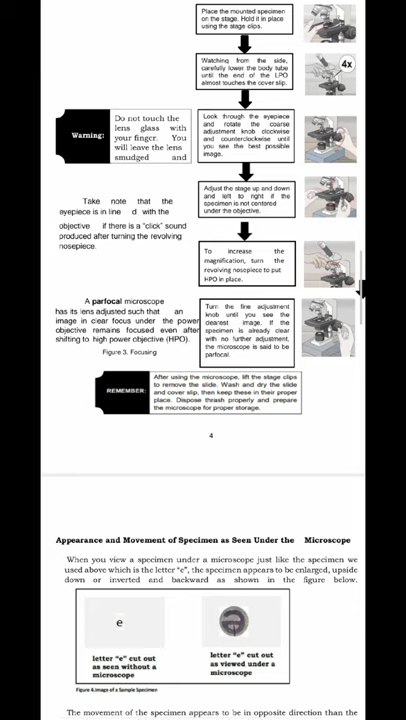 Place the mounted specimen
on the stage. Hold it in place
using the stage clips.
Watching from the side,
carefully lower the body tube
until the end of the LPO
almost touches the cover slip.
4x
Warning:
Do not touch the
lens glass with
your finger. You
will leave the lens
smudged and
Look through the eyepiece
and rotate the coarse
adjustment knob clockwise
and counterclockwise until
you see the best possible
image.
Adjust the stage up and down
and left to right if the
specimen is not centered
under the objective.
Take note that the
eyepiece is in line d with the
objective if there is a "click" sound
produced after turning the revolving
nosepiece.
To increase the
magnification, turn the
revolving nosepiece to put
HPO in place.
A parfocal microscope
has its lens adjusted such that an
image in clear focus under the power
objective remains focused even after
shifting to high power objective (HPO).
Figure 3. Focusing
Turn the fine adjustment
knob until you see the
clearest image. If the
specimen is already clear
with no further adjustment,
the microscope is said to be
parfocal.
REMEMBER:
After using the microscope, lift the stage clips
to remove the slide. Wash and dry the slide
and cover slip, then keep these in their proper
place. Dispose thrash properly and prepare
the microscope for proper storage.
4
Appearance and Movement of Specimen as Seen Under the Microscope
When you view a specimen under a microscope just like the specimen we
used above which is the letter "e", the specimen appears to be enlarged, upside
down or inverted and backward as shown in the figure below.
e
e
letter "e" cut out
as seen without a
microscope
letter "e" cut out
as viewed under a
microscope
Figure 4.Image of a Sample Specimen
The movement of the specimen appears to be in opposite direction than the